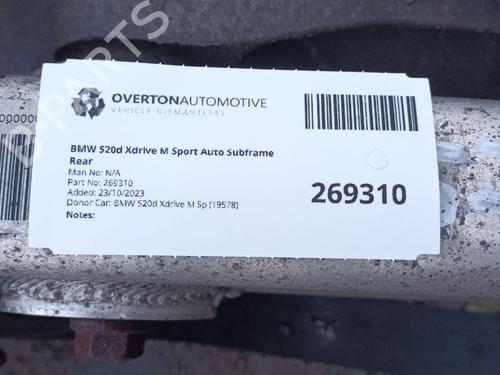 OVERTONAUTOMOTIVE
VEHICLE DISMANTLERS
BMW 520d Xdrive M Sport Auto Subframe
Rear
Man No: N/A
Part No: 269310
Added: 23/10/2023
Donor Car: BMW 520d Xdrive M Sp (19578)
Notes:
269310
B-PARTS